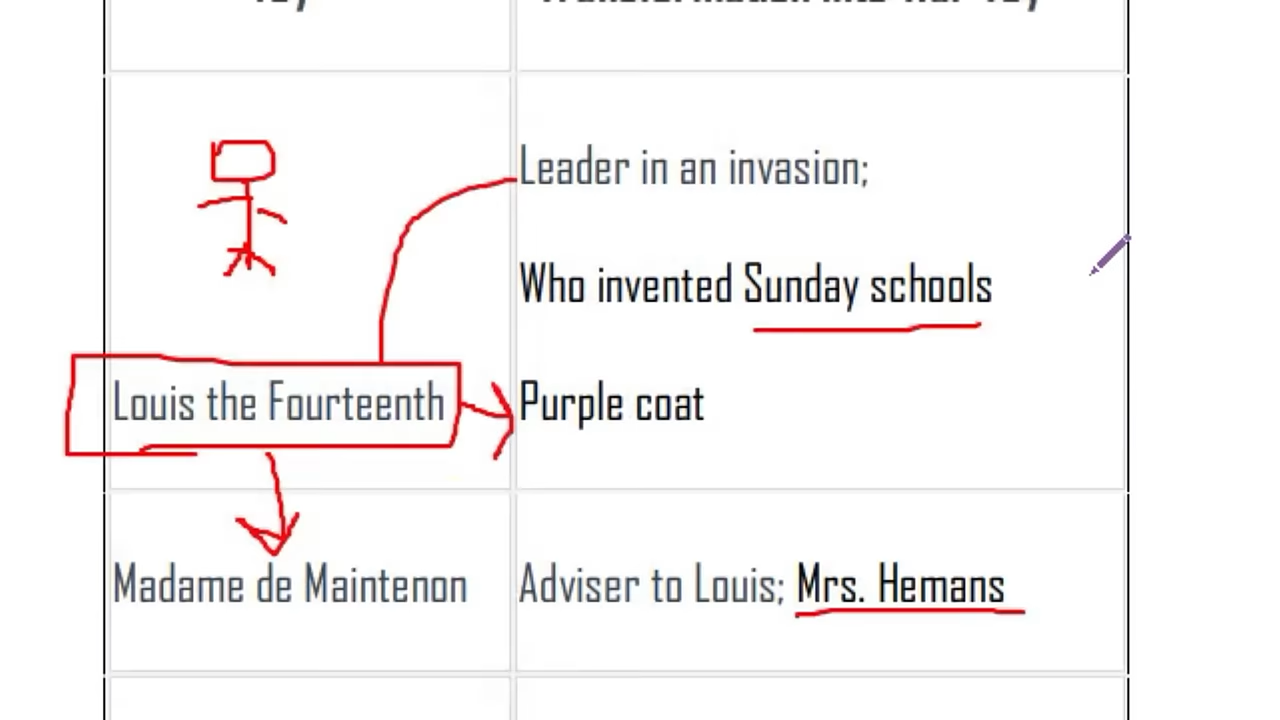 Leader in an invasion;
Who invented Sunday schools
Louis the Fourteenth
Purple coat
Madame de Maintenon
Adviser to Louis; Mrs. Hemans